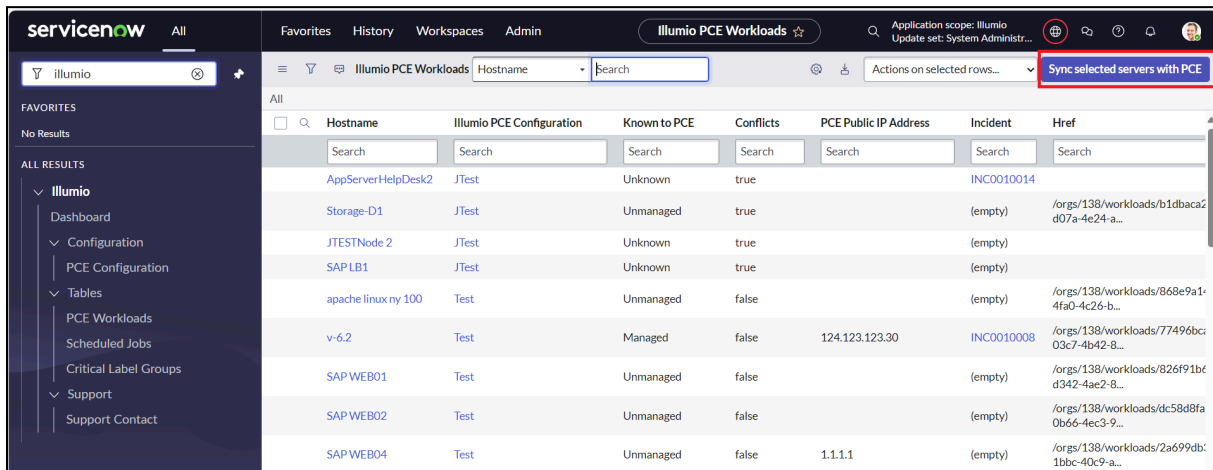 servicenow All Favorites History Workspaces Admin Illumio PCE Workloads Application scope: Illumio
Update set: System Administr...
illumio
Illumio PCE Workloads Hostname Search Actions on selected rows... Sync selected servers with PCE
FAVORITES
No Results
ALL RESULTS
Illumio
Dashboard
Configuration
PCE Configuration
Tables
PCE Workloads
Scheduled Jobs
Critical Label Groups
Support
Support Contact
All
Hostname Illumio PCE Configuration Known to PCE Conflicts PCE Public IP Address Incident Href
Search Search Search Search Search Search Search
AppServerHelpDesk2 JTest Unknown true INC0010014
Storage-D1 JTest Unmanaged true (empty) /orgs/138/workloads/b1dbaca2
d07a-4e24-a...
JTESTNode 2 JTest Unknown true (empty)
SAP LB1 JTest Unknown true (empty)
apache linux ny 100 Test Unmanaged false (empty) /orgs/138/workloads/868e9a14
4fa0-4c26-b...
v-6.2 Test Managed false 124.123.123.30 INC0010008 /orgs/138/workloads/77496bca
03c7-4b42-8...
SAP WEB01 Test Unmanaged false (empty) /orgs/138/workloads/826f91b6
d342-4ae2-8...
SAP WEB02 Test Unmanaged false (empty) /orgs/138/workloads/dc58d8fa
0b66-4ec3-9...
SAP WEB04 Test Unmanaged false 1.1.1.1 (empty) /orgs/138/workloads/2a699db
1bbc-40c9-a...